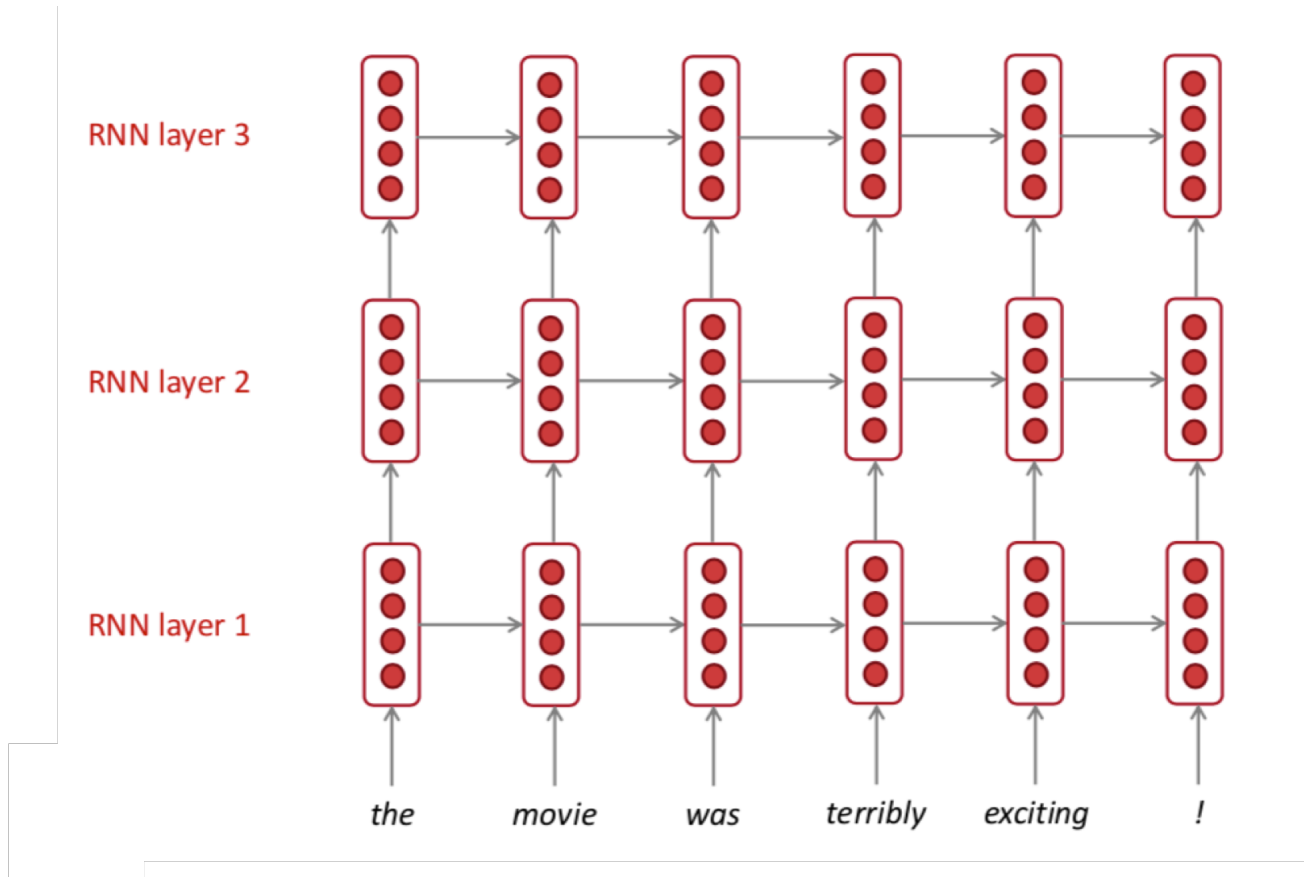 RNN layer 3
RNN layer 2
RNN layer 1
the movie was terribly exciting !